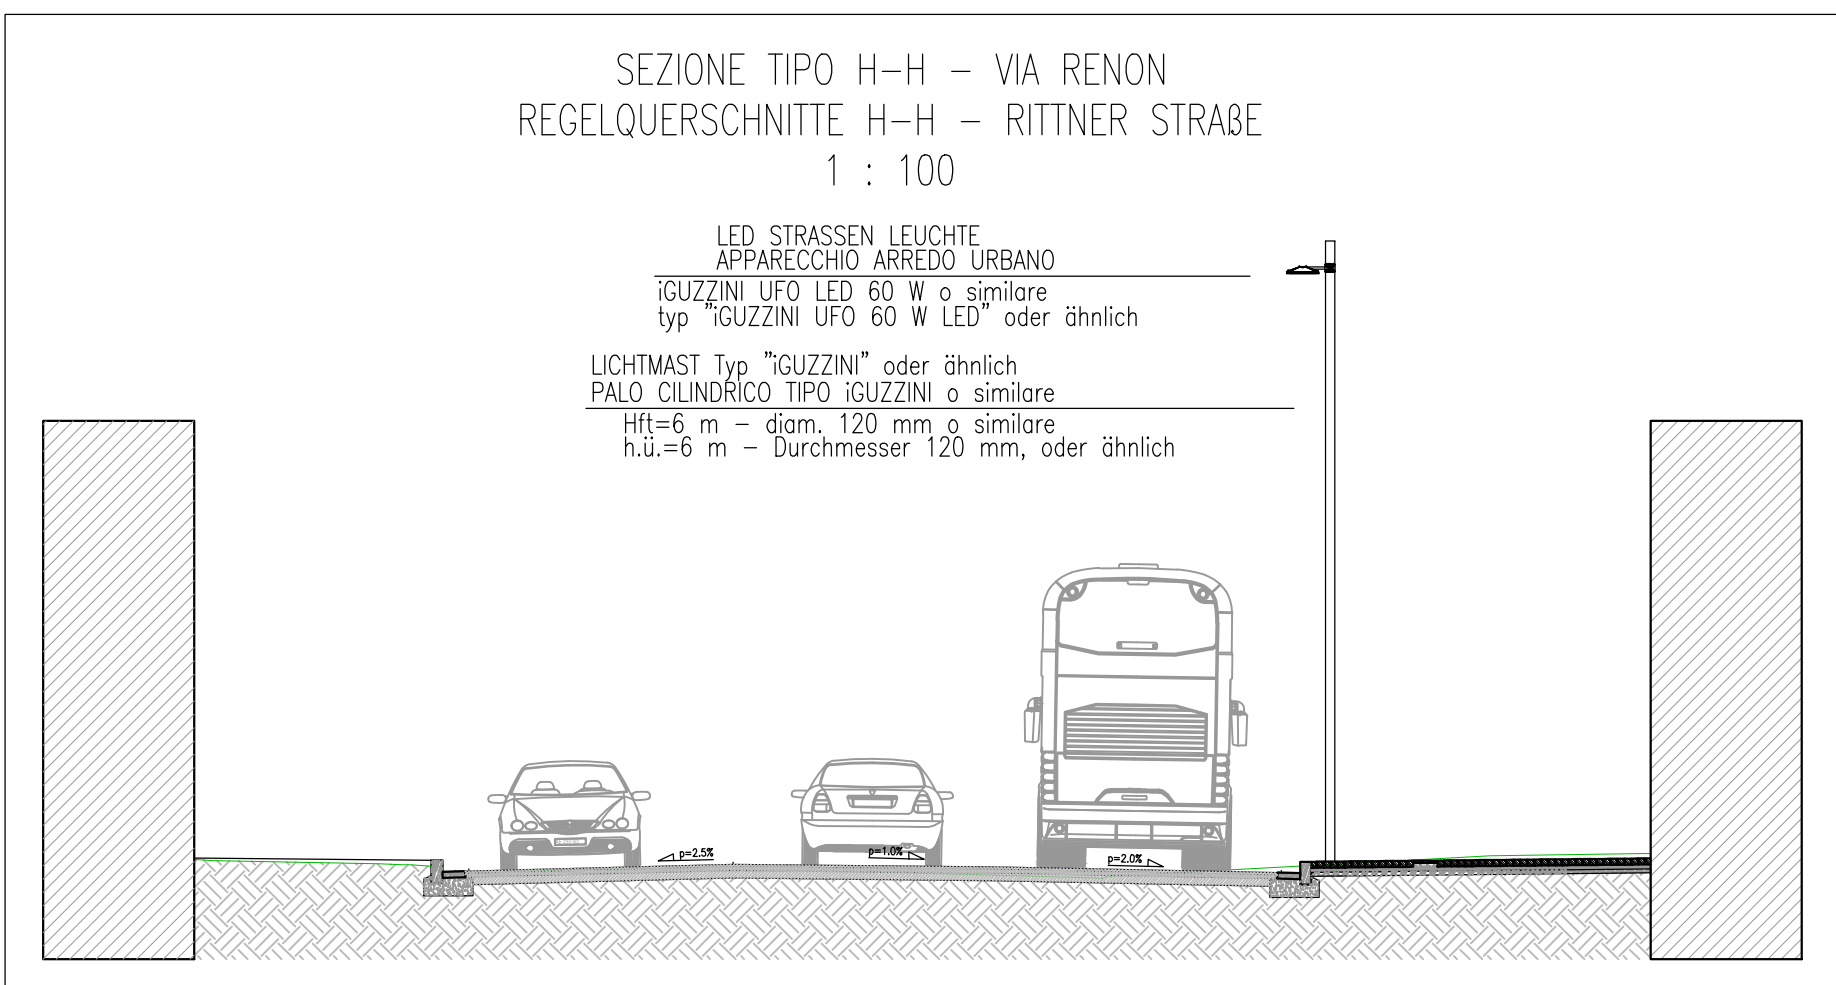 SEZIONE TIPO H-H - VIA RENON
REGELQUERSCHNITTE H-H - RITTNER STRAßE
1 : 100
LED STRASSEN LEUCHTE
APPARECCHIO ARREDO URBANO
iGUZZINI UFO LED 60 W o similare
typ "iGUZZINI UFO 60 W LED" oder ähnlich
LICHTMAST Typ "iGUZZINI" oder ähnlich
PALO CILINDRICO TIPO iGUZZINI o similare
Hft=6 m - diam. 120 mm o similare
h.ü.=6 m - Durchmesser 120 mm, oder ähnlich
p=2.5%
p=1.0%
p=2.0%